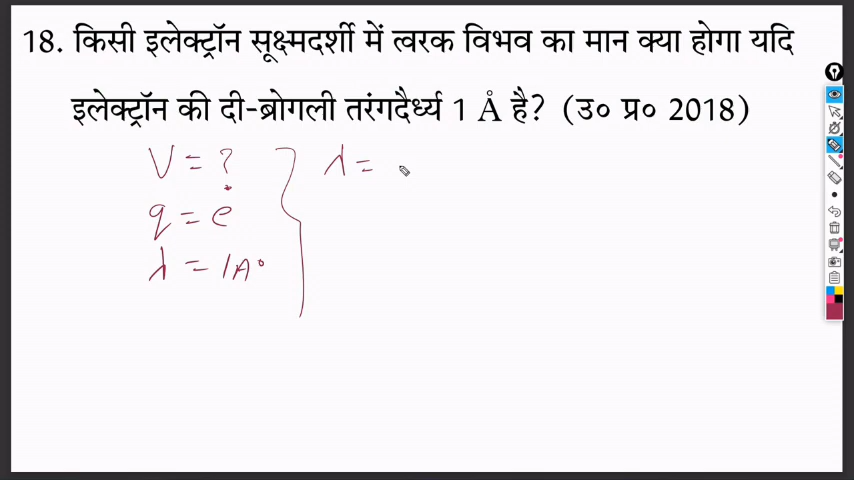 18. किसी इलेक्ट्रॉन सूक्ष्मदर्शी में त्वरक विभव का मान क्या होगा यदि
इलेक्ट्रॉन की दी-ब्रोगली तरंगदैर्ध्य 1 Å है? (उ० प्र० 2018)
V = ?
λ =
q = e
λ = 1A°